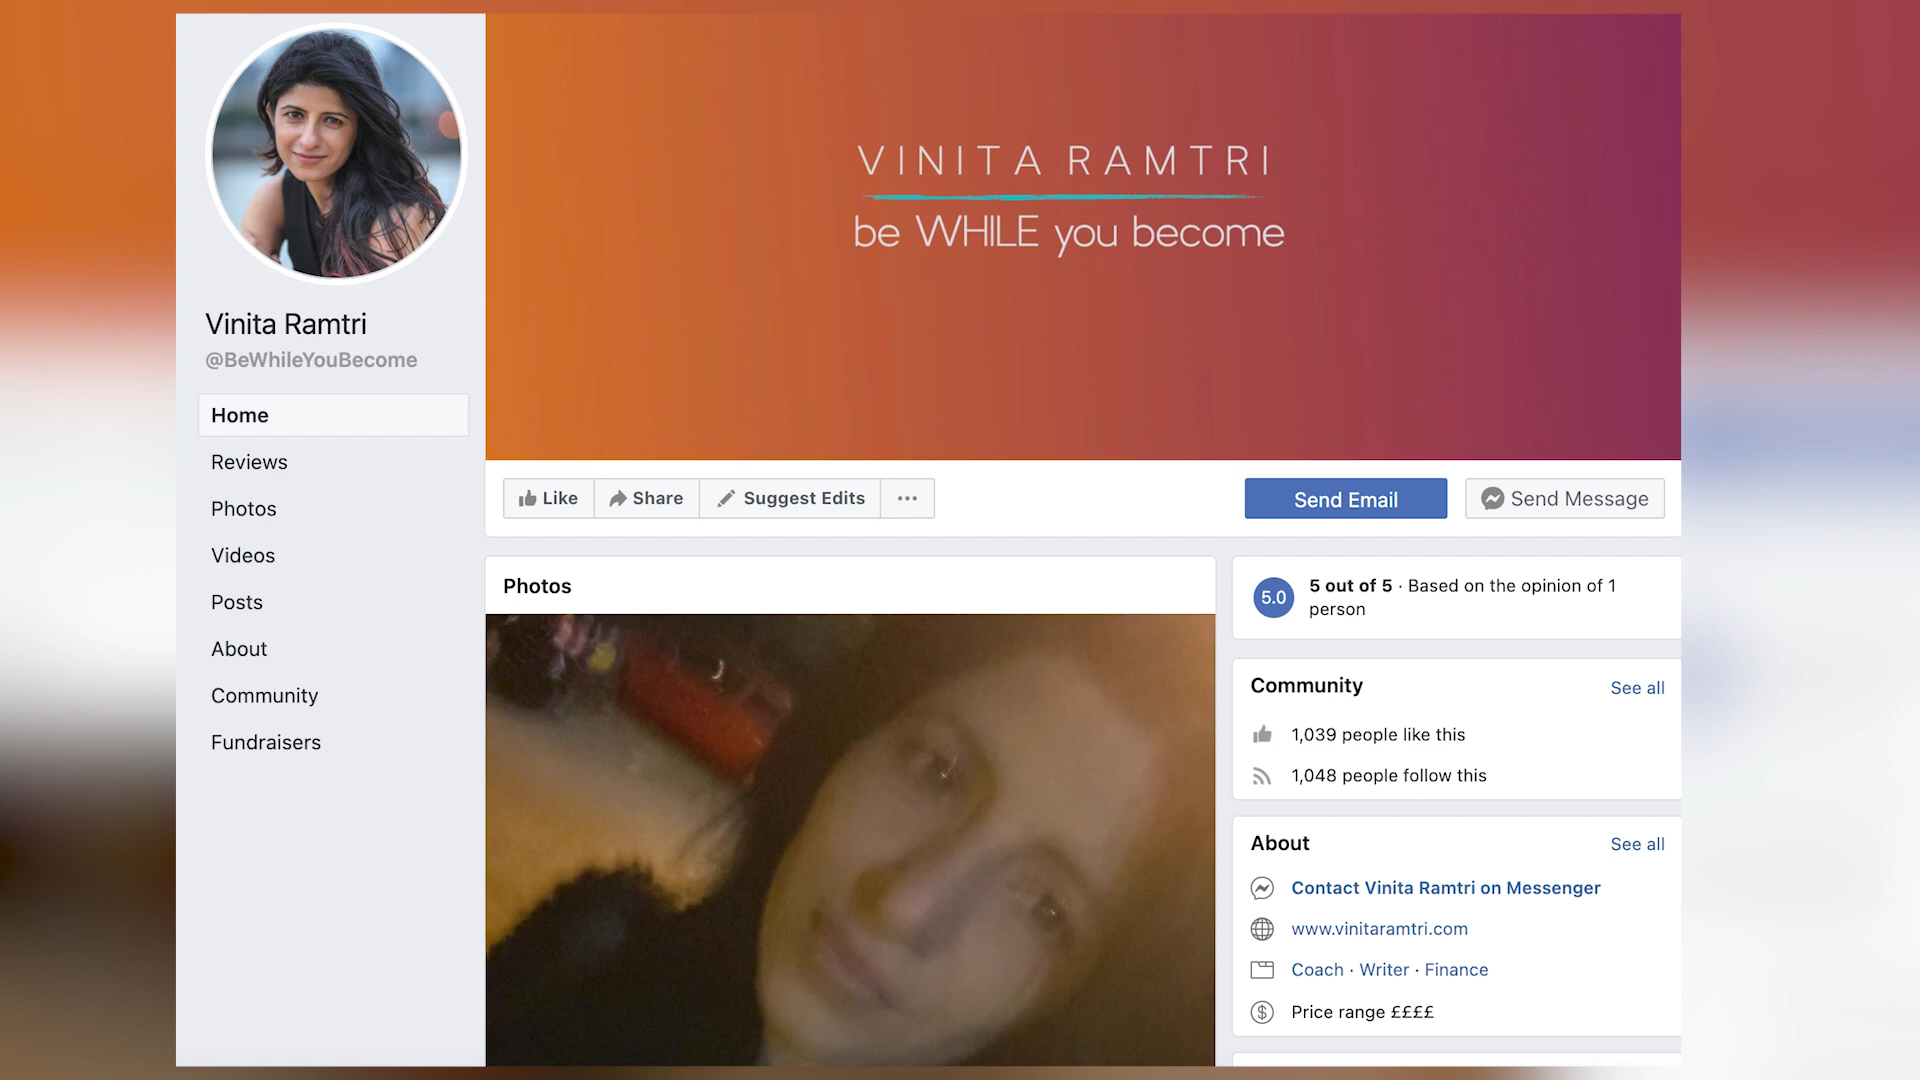 Vinita Ramtri
@BeWhileYouBecome
Home
Reviews
Photos
Videos
Posts
About
Community
Fundraisers
VINITA RAMTRI
be WHILE you become
Like
Share
Suggest Edits
Send Email
Send Message
Photos
5.0
5 out of 5 · Based on the opinion of 1
person
Community
See all
1,039 people like this
1,048 people follow this
About
See all
Contact Vinita Ramtri on Messenger
www.vinitaramtri.com
Coach · Writer · Finance
Price range ££££